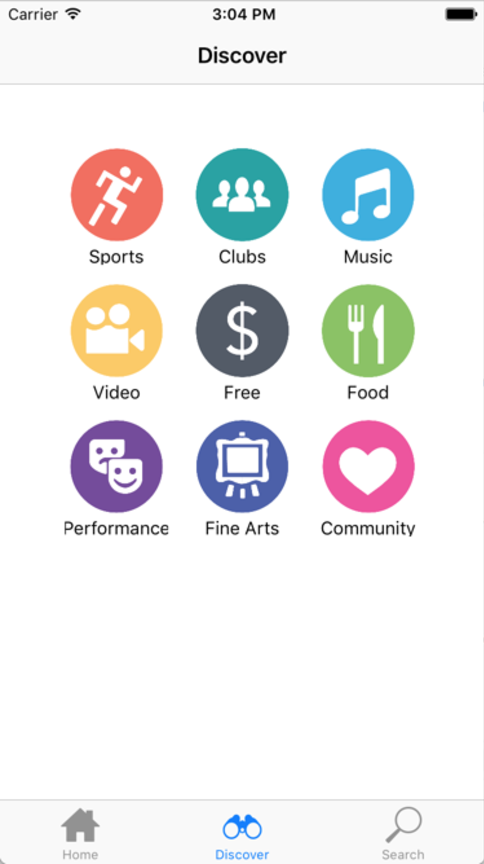 Carrier 3:04 PM
Discover
Sports Clubs Music
Video Free Food
Performance Fine Arts Community
Home Discover Search